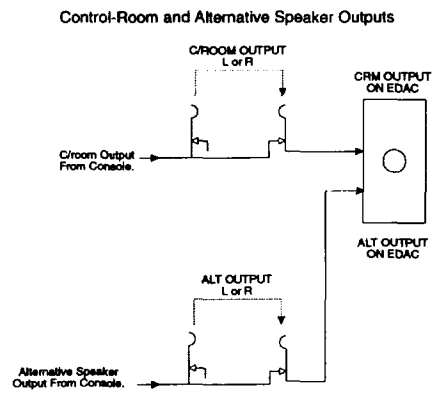 Control-Room and Alternative Speaker Outputs
C/ROOM OUTPUT
L or R
CRM OUTPUT
ON EDAC
C/room Output
From Console.
ALT OUTPUT
ON EDAC
ALT OUTPUT
L or R
Alternative Speaker
Output From Console.